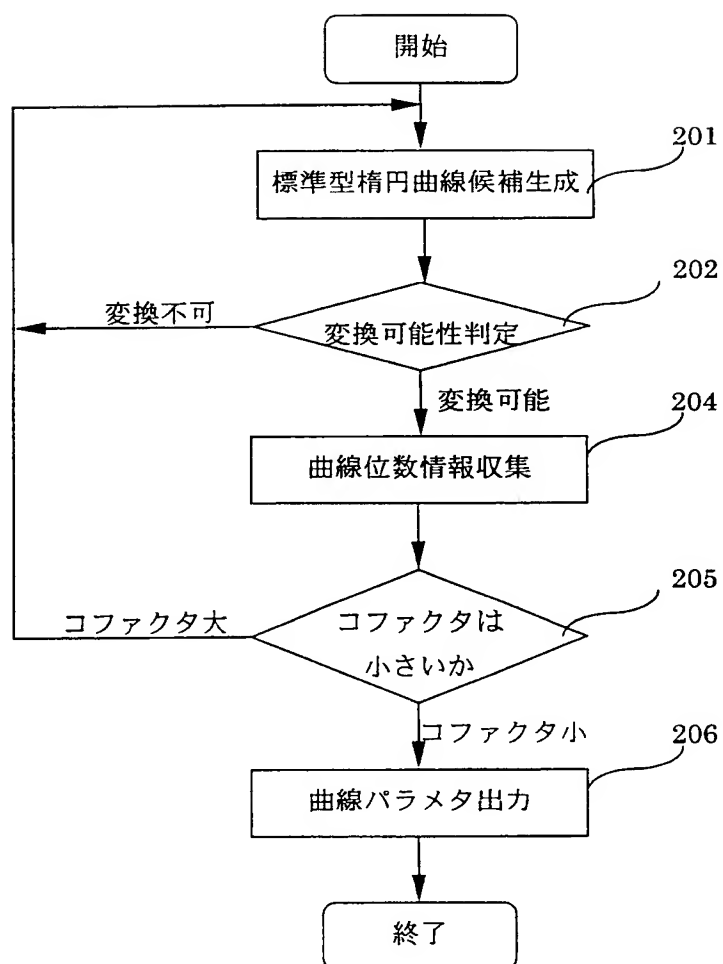 開始
201
標準型楕円曲線候補生成
202
変換不可
変換可能性判定
変換可能
204
曲線位数情報収集
205
コファクタ大
コファクタは
小さいか
コファクタ小
206
曲線パラメタ出力
終了